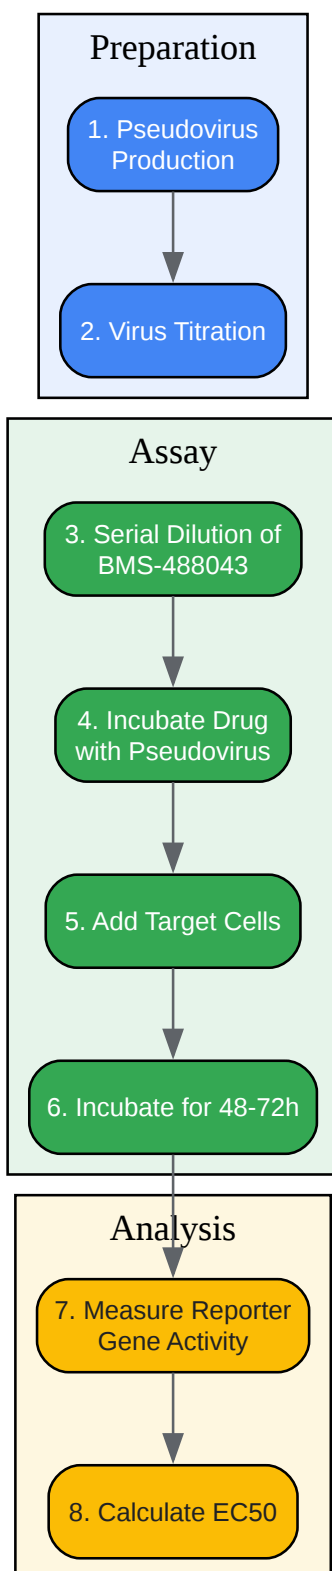 Preparation
1. Pseudovirus
Production
2. Virus Titration
Assay
3. Serial Dilution of
BMS-488043
4. Incubate Drug
with Pseudovirus
5. Add Target Cells
6. Incubate for 48-72h
Analysis
7. Measure Reporter
Gene Activity
8. Calculate EC50